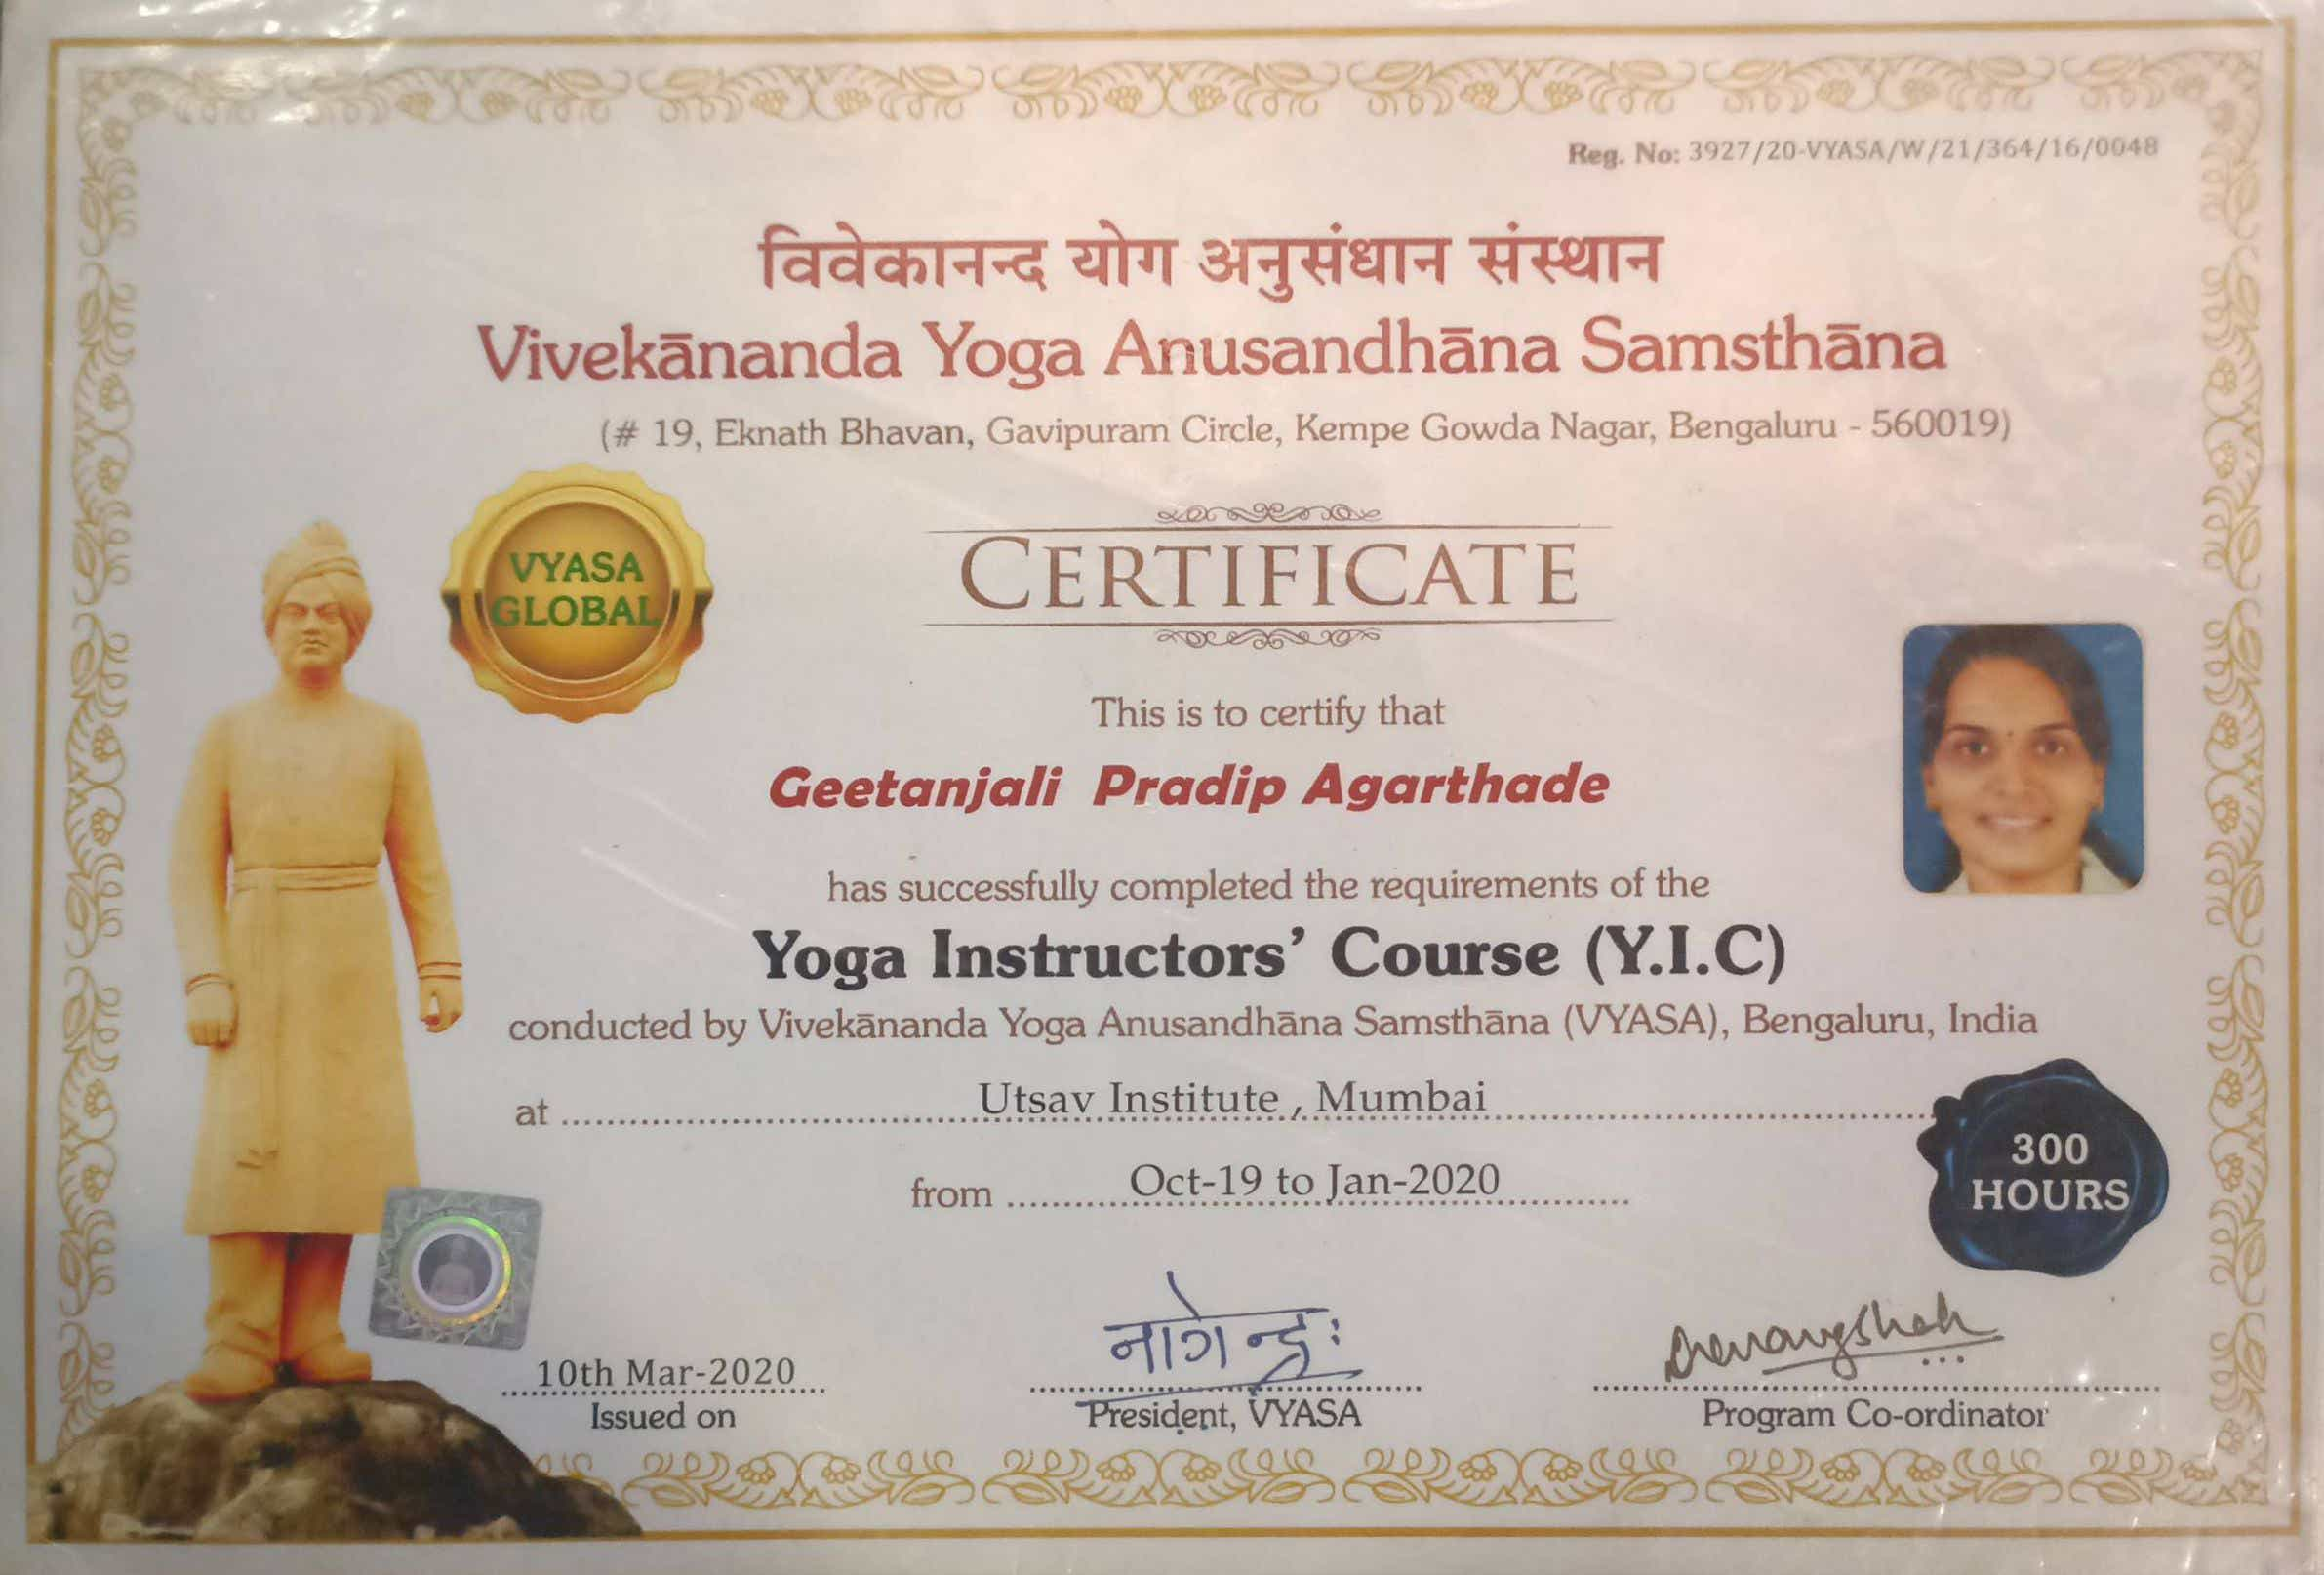 Reg. No: 3927/20-VYASA/W/21/364/16/0048
विवेकानन्द योग अनुसंधान संस्थान
Vivekānanda Yoga Anusandhāna Samsthāna
(# 19, Eknath Bhavan, Gavipuram Circle, Kempe Gowda Nagar, Bengaluru - 560019)
VYASA
GLOBAL
CERTIFICATE
This is to certify that
Geetanjali Pradip Agarthade
has successfully completed the requirements of the
Yoga Instructors’ Course (Y.I.C)
conducted by Vivekānanda Yoga Anusandhāna Samsthāna (VYASA), Bengaluru, India
at Utsav Institute , Mumbai
300
HOURS
from Oct-19 to Jan-2020
नागेन्द्रः
Devangshah
10th Mar-2020
Issued on
President, VYASA
Program Co-ordinator